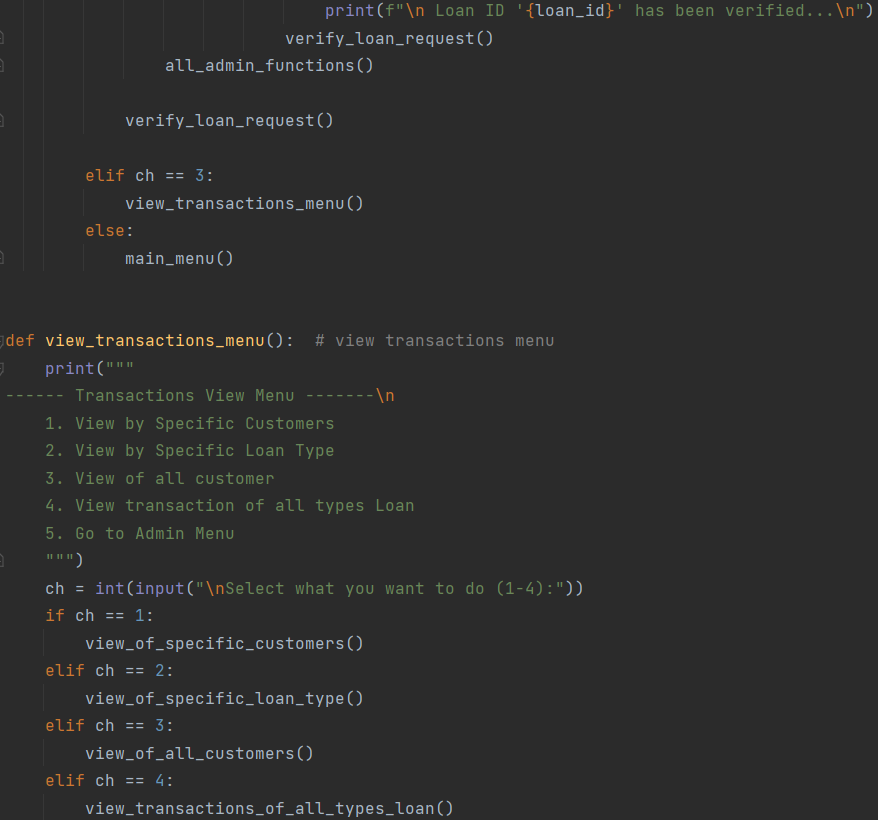 print(f"\n Loan ID '{loan_id}' has been verified...\n")
verify_loan_request()
all_admin_functions()
verify_loan_request()
elif ch == 3:
view_transactions_menu()
else:
main_menu()
def view_transactions_menu():  # view transactions menu
print("""
------ Transactions View Menu -------\n
1. View by Specific Customers
2. View by Specific Loan Type
3. View of all customer
4. View transaction of all types Loan
5. Go to Admin Menu
""")
ch = int(input("\nSelect what you want to do (1-4):"))
if ch == 1:
view_of_specific_customers()
elif ch == 2:
view_of_specific_loan_type()
elif ch == 3:
view_of_all_customers()
elif ch == 4:
view_transactions_of_all_types_loan()